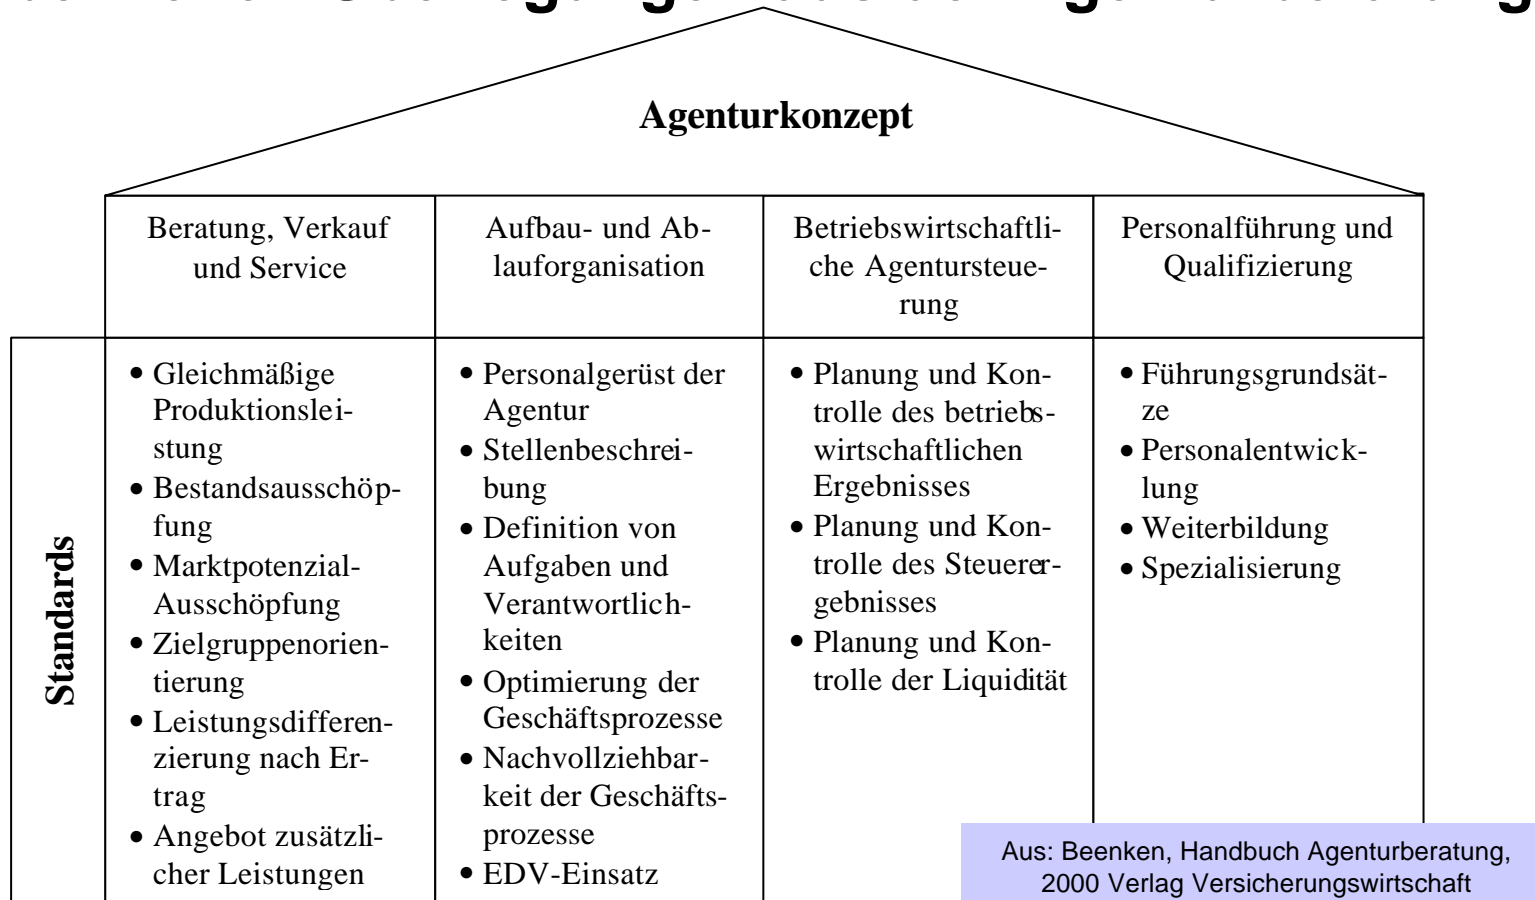 Agenturkonzept
Beratung, Verkauf
und Service
Aufbau- und Ab-
lauforganisation
Betriebswirtschaftli-
che Agentursteue-
rung
Personalführung und
Qualifizierung
Standards
• Gleichmäßige
Produktionslei-
stung
• Bestandsausschöp-
fung
• Marktpotenzial-
Ausschöpfung
• Zielgruppenorien-
tierung
• Leistungsdifferen-
zierung nach Er-
trag
• Angebot zusätzli-
cher Leistungen
• Personalgerüst der
Agentur
• Stellenbeschrei-
bung
• Definition von
Aufgaben und
Verantwortlich-
keiten
• Optimierung der
Geschäftsprozesse
• Nachvollziehbar-
keit der Geschäfts-
prozesse
• EDV-Einsatz
• Planung und Kon-
trolle des betriebs-
wirtschaftlichen
Ergebnisses
• Planung und Kon-
trolle des Steuerer-
gebnisses
• Planung und Kon-
trolle der Liquidität
• Führungsgrundsät-
ze
• Personalentwick-
lung
• Weiterbildung
• Spezialisierung
Aus: Beenken, Handbuch Agenturberatung,
2000 Verlag Versicherungswirtschaft